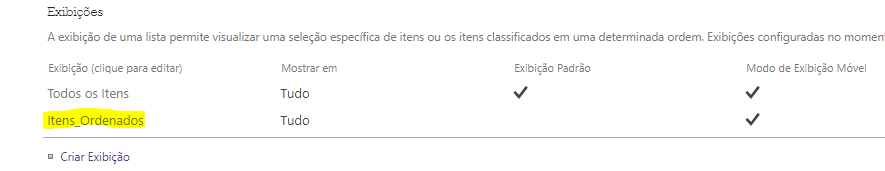 Exibições
A exibição de uma lista permite visualizar uma seleção específica de itens ou os itens classificados em uma determinada ordem. Exibições configuradas no
Exibição (clique para editar) Mostrar em Exibição Padrão Modo de Exibição Móvel
Todos os Itens Tudo
Itens_Ordenados Tudo
Criar Exibição